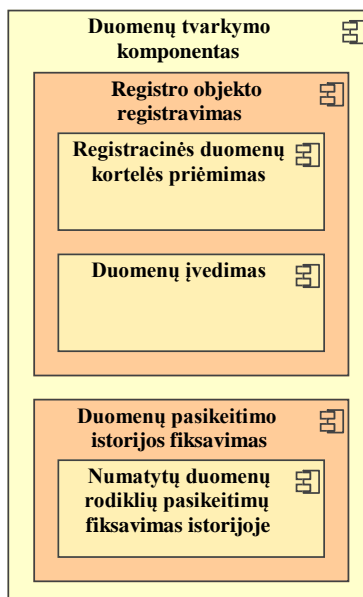 Duomenų tvarkymo
komponentas
Registro objekto
registravimas
Registracinės duomenų
kortelės priėmimas
Duomenų įvedimas
Duomenų pasikeitimo
istorijos fiksavimas
Numatytų duomenų
rodiklių pasikeitimų
fiksavimas istorijoje